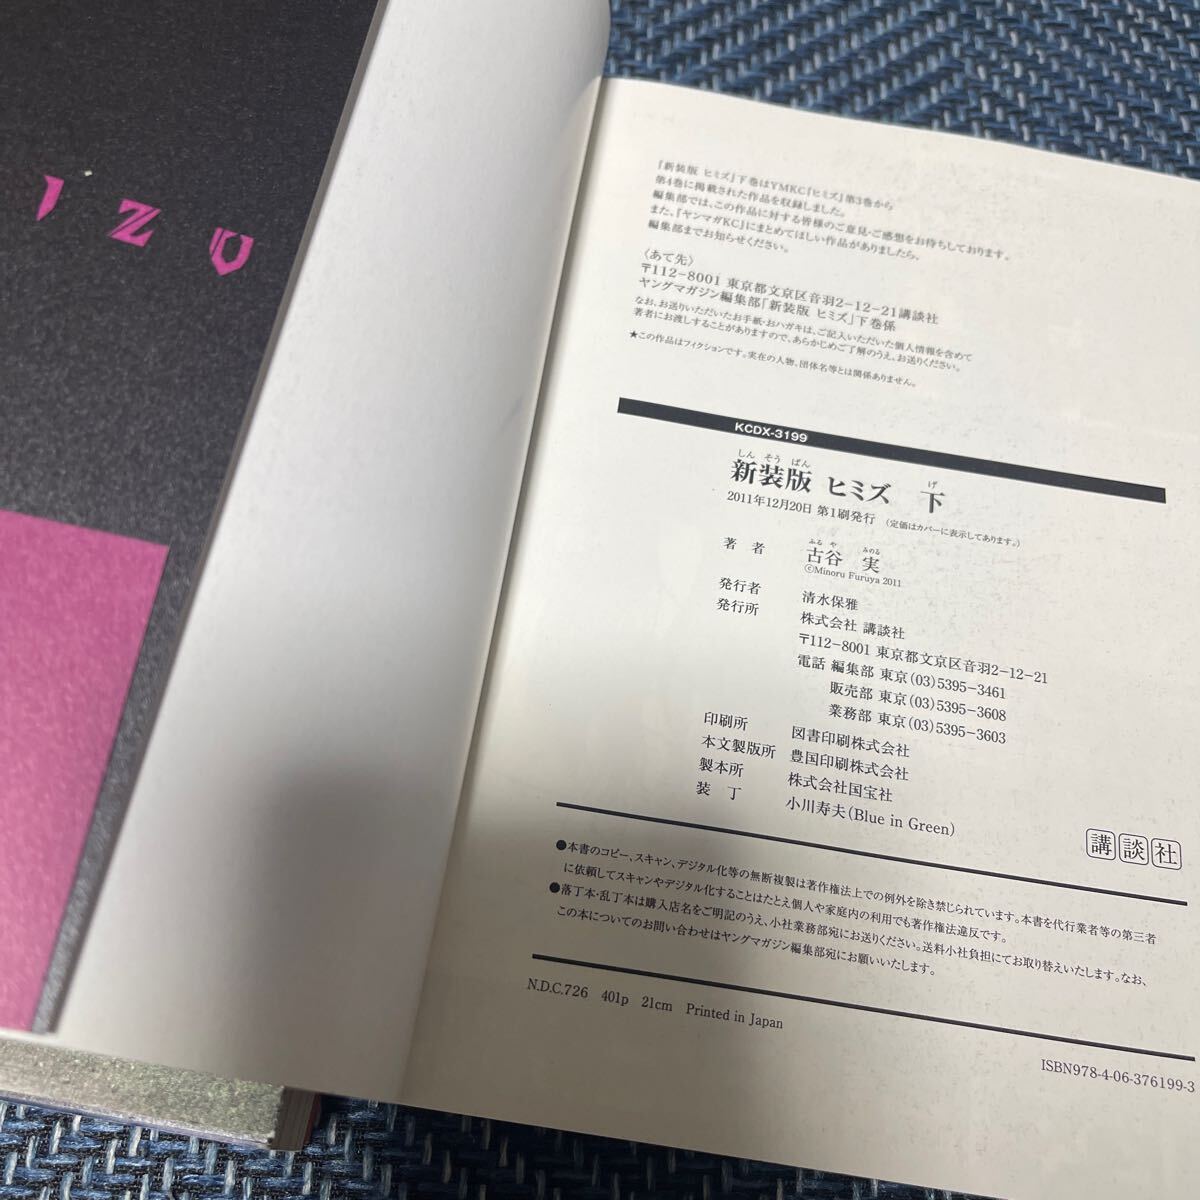 IZU
『新装版 ヒミズ』下巻はYMKC『ヒミズ』第3巻から
第4巻に掲載された作品を収録しました。
編集部では、この作品に対する皆様のご意見・ご感想をお待ちしております。
また、『ヤンマガKC』にまとめてほしい作品がありましたら、
編集部までお知らせください。
〈あて先〉
〒112-8001 東京都文京区音羽2-12-21講談社
ヤングマガジン編集部「新装版 ヒミズ」下巻係
なお、お送りいただいたお手紙・おハガキは、ご記入いただいた個人情報を含めて
著者にお渡しすることがありますので、あらかじめご了解のうえ、お送りください。
★この作品はフィクションです。実在の人物、団体名等とは関係ありません。
KCDX-3199
しん そう ばん げ
新装版 ヒミズ 下
2011年12月20日 第1刷発行 (定価はカバーに表示してあります。)
ふる や みのる
著者 古谷 実
©Minoru Furuya 2011
発行者 清水保雅
発行所 株式会社 講談社
〒112-8001 東京都文京区音羽2-12-21
電話 編集部 東京(03)5395-3461
販売部 東京(03)5395-3608
業務部 東京(03)5395-3603
印刷所 図書印刷株式会社
本文製版所 豊国印刷株式会社
製本所 株式会社国宝社
装丁 小川寿夫(Blue in Green)
講談社
●本書のコピー、スキャン、デジタル化等の無断複製は著作権法上での例外を除き禁じられています。本書を代行業者等の第三者
に依頼してスキャンやデジタル化することはたとえ個人や家庭内の利用でも著作権法違反です。
●落丁本・乱丁本は購入店名をご明記のうえ、小社業務部宛にお送りください。送料小社負担にてお取り替えいたします。なお、
この本についてのお問い合わせはヤングマガジン編集部宛にお願いいたします。
N.D.C.726 401p 21cm Printed in Japan
ISBN978-4-06-376199-3